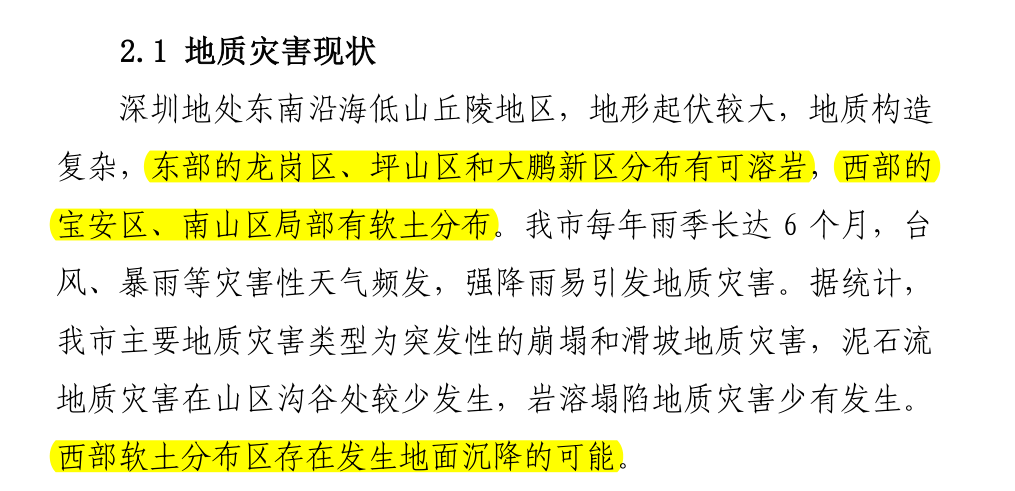 2.1 地质灾害现状
深圳地处东南沿海低山丘陵地区，地形起伏较大，地质构造
复杂，东部的龙岗区、坪山区和大鹏新区分布有可溶岩，西部的
宝安区、南山区局部有软土分布。我市每年雨季长达 6 个月，台
风、暴雨等灾害性天气频发，强降雨易引发地质灾害。据统计，
我市主要地质灾害类型为突发性的崩塌和滑坡地质灾害，泥石流
地质灾害在山区沟谷处较少发生，岩溶塌陷地质灾害少有发生。
西部软土分布区存在发生地面沉降的可能。